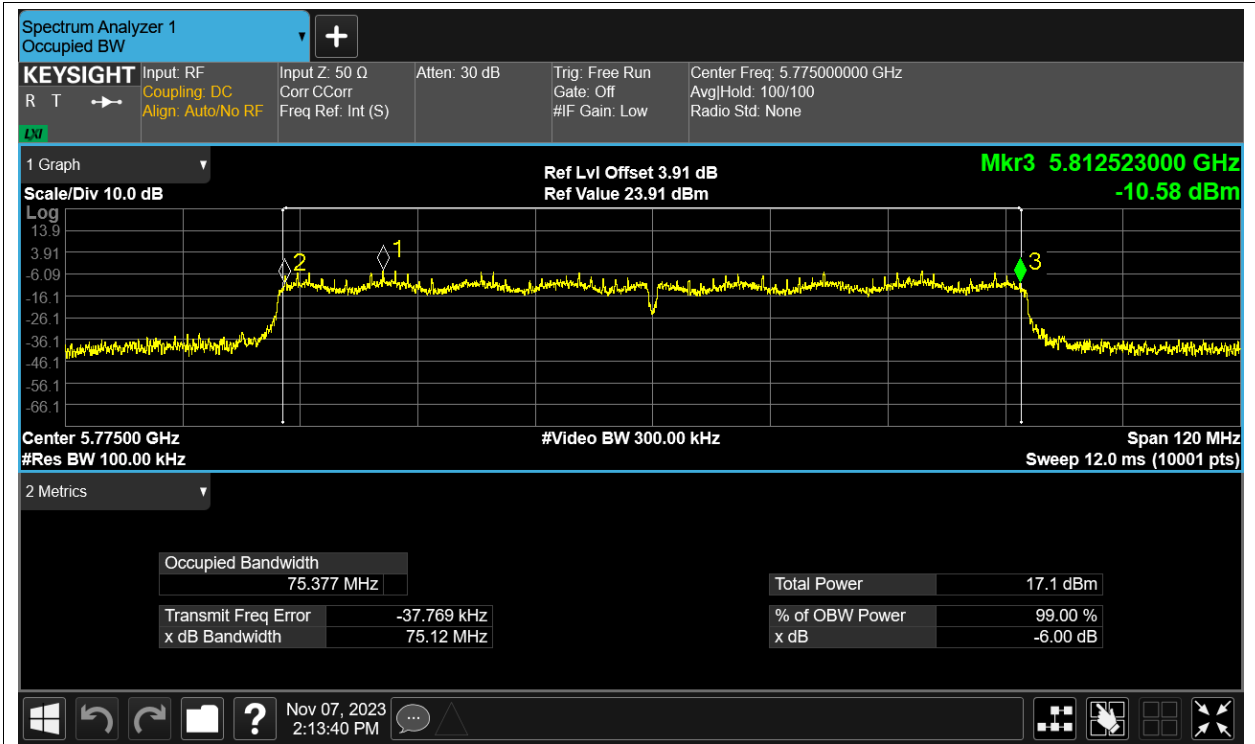 Spectrum Analyzer 1
Occupied BW
+
KEYSIGHT
R T
LXI
Input: RF
Coupling: DC
Align: Auto/No RF
Input Z: 50 Ω
Corr CCorr
Freq Ref: Int (S)
Atten: 30 dB
Trig: Free Run
Gate: Off
#IF Gain: Low
Center Freq: 5.775000000 GHz
Avg|Hold: 100/100
Radio Std: None
1 Graph
Scale/Div 10.0 dB
Ref Lvl Offset 3.91 dB
Ref Value 23.91 dBm
Mkr3 5.812523000 GHz
-10.58 dBm
Log
13.9
3.91
-6.09
-16.1
-26.1
-36.1
-46.1
-56.1
-66.1
2
1
3
Center 5.77500 GHz
#Video BW 300.00 kHz
Span 120 MHz
#Res BW 100.00 kHz
Sweep 12.0 ms (10001 pts)
2 Metrics
Occupied Bandwidth
75.377 MHz
Transmit Freq Error -37.769 kHz
x dB Bandwidth 75.12 MHz
Total Power 17.1 dBm
% of OBW Power 99.00 %
x dB -6.00 dB
?
Nov 07, 2023
2:13:40 PM